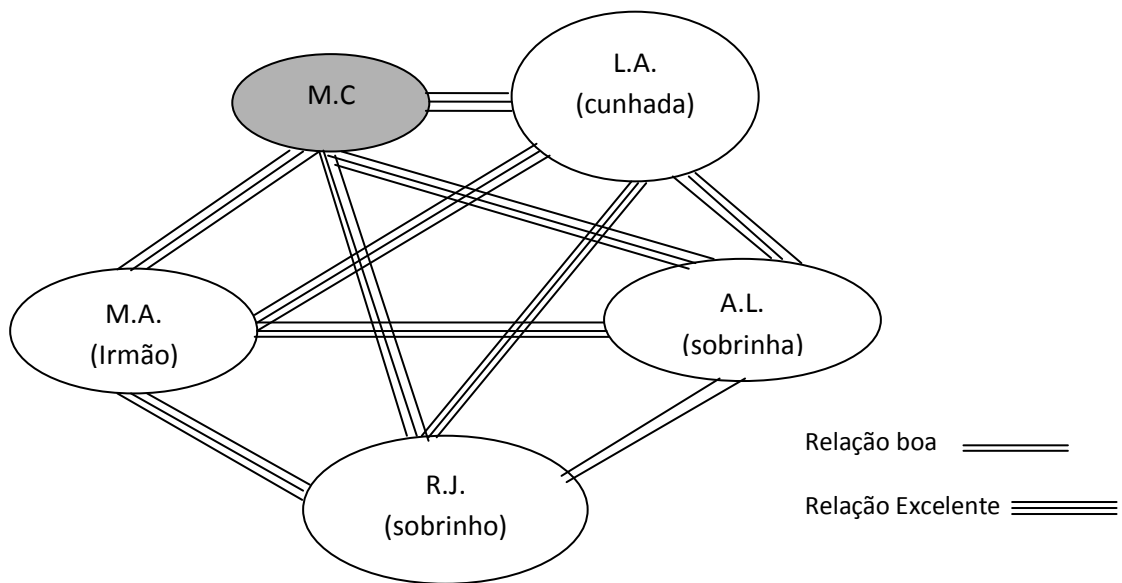 M.C
L.A.
(cunhada)
M.A.
(Irmão)
A.L.
(sobrinha)
R.J.
(sobrinho)
Relação boa
Relação Excelente